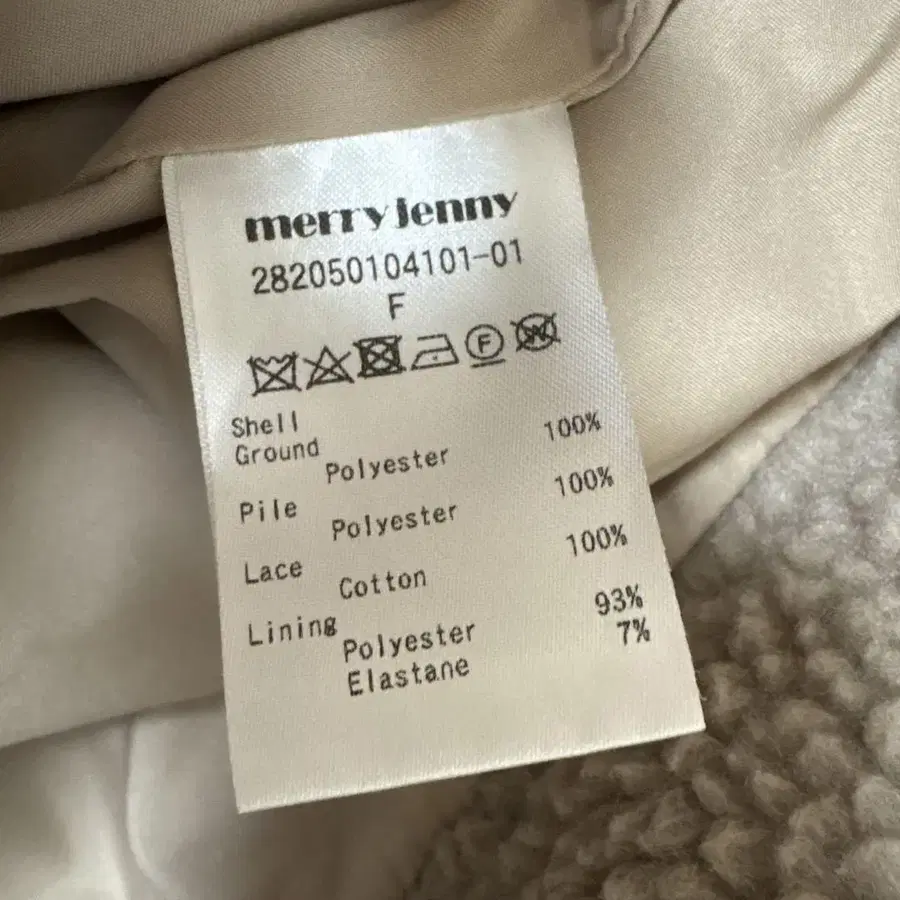 merry jenny
282050104101-01
F
F W
Shell
Ground
Polyester 100%
Pile
Polyester 100%
Lace
Cotton 100%
Lining
Polyester 93%
Elastane 7%